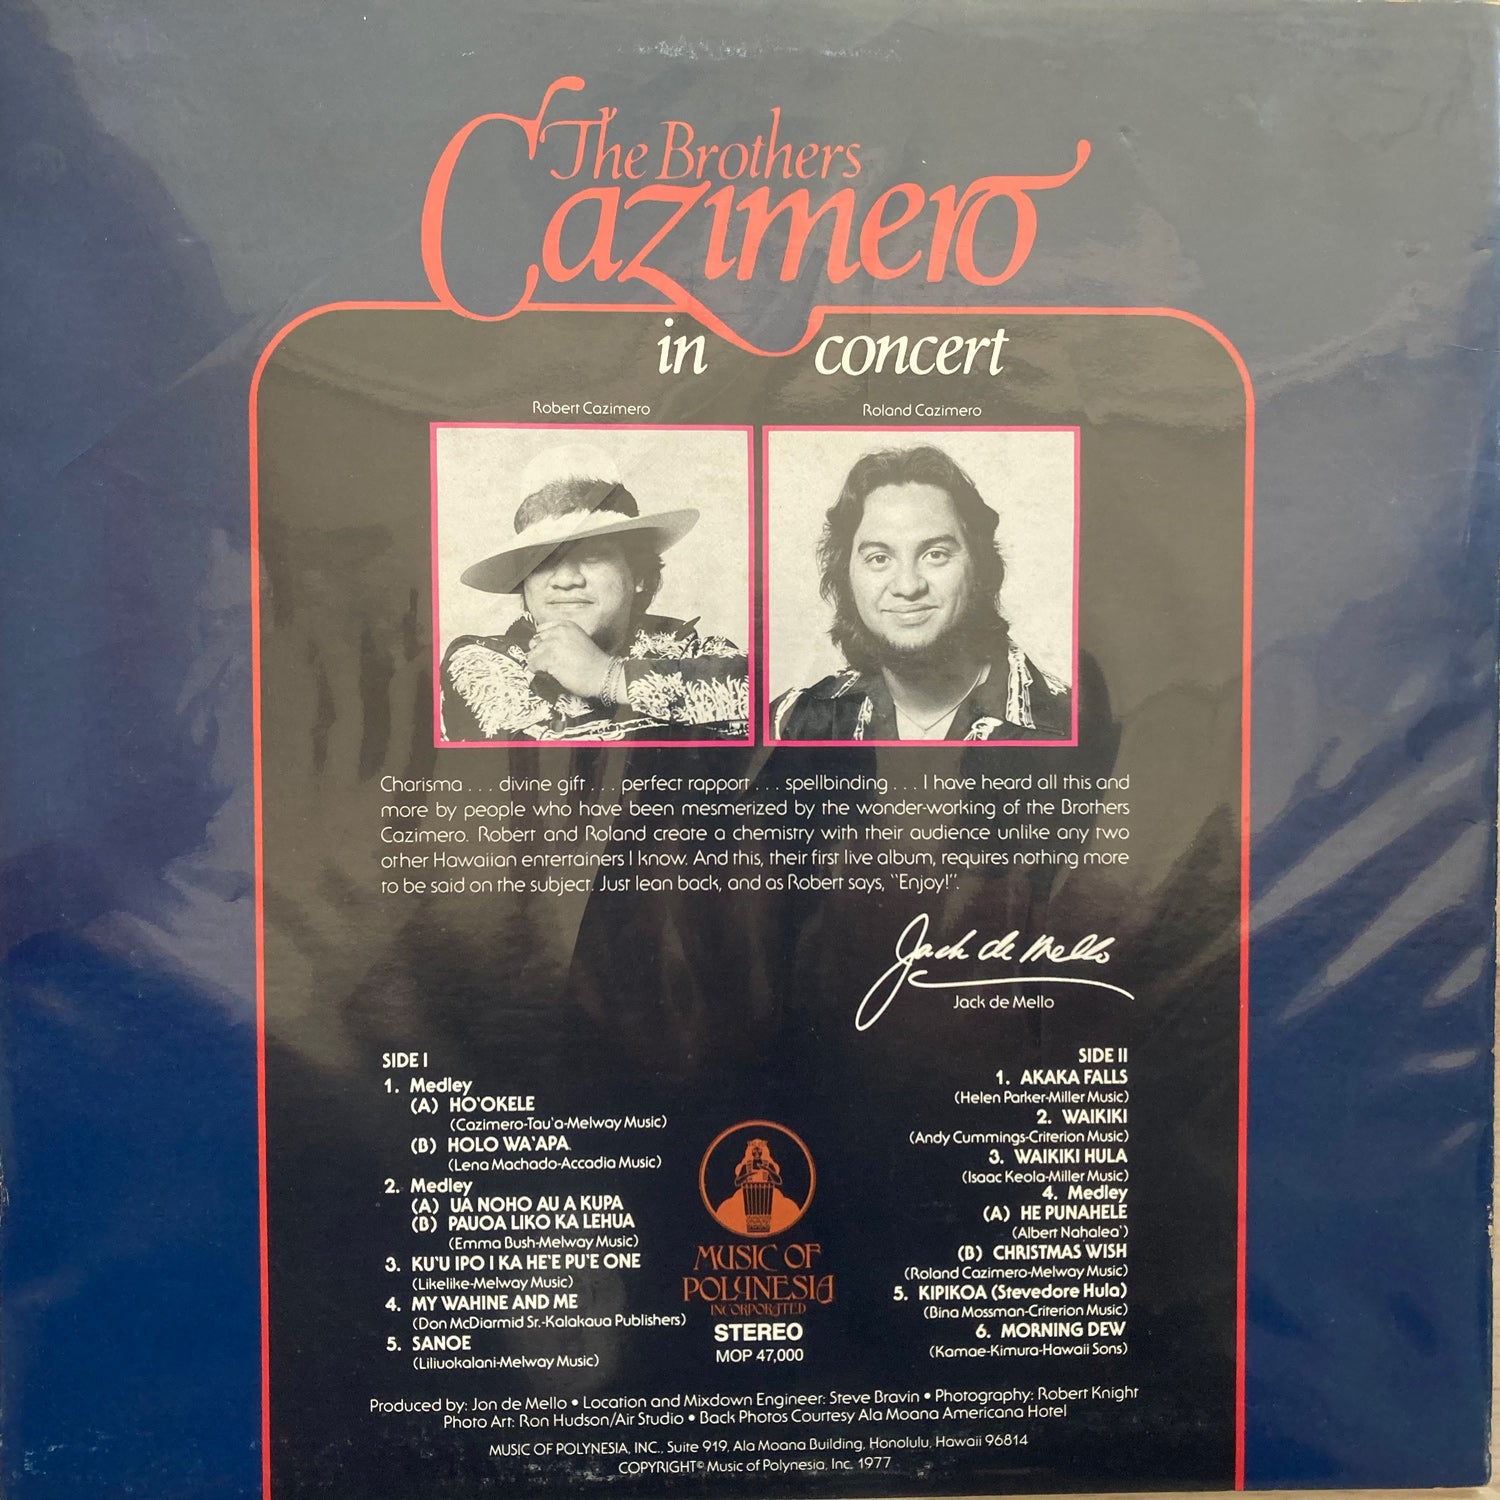 The Brothers
Cazimero
in concert
Robert Cazimero
Roland Cazimero
Charisma . . . divine gift . . . perfect rapport . . . spellbinding . . . I have heard all this and
more by people who have been mesmerized by the wonder-working of the Brothers
Cazimero. Robert and Roland create a chemistry with their audience unlike any two
other Hawaiian entertainers I know. And this, their first live album, requires nothing more
to be said on the subject. Just lean back, and as Robert says, "Enjoy!".
Jack de Mello
Jack de Mello
SIDE I
1. Medley
(A) HO'OKELE
(Cazimero-Tau'a-Melway Music)
(B) HOLO WA'APA
(Lena Machado-Accadia Music)
2. Medley
(A) UA NOHO AU A KUPA
(B) PAUOA LIKO KA LEHUA
(Emma Bush-Melway Music)
3. KU'U IPO I KA HE'E PU'E ONE
(Likelike-Melway Music)
4. MY WAHINE AND ME
(Don McDiarmid Sr.-Kalakaua Publishers)
5. SANOE
(Liliuokalani-Melway Music)
MUSIC OF
POLYNESIA
INCORPORATED
STEREO
MOP 47,000
SIDE II
1. AKAKA FALLS
(Helen Parker-Miller Music)
2. WAIKIKI
(Andy Cummings-Criterion Music)
3. WAIKIKI HULA
(Isaac Keola-Miller Music)
4. Medley
(A) HE PUNAHELE
(Albert Nahalea')
(B) CHRISTMAS WISH
(Roland Cazimero-Melway Music)
5. KIPIKOA (Stevedore Hula)
(Bina Mossman-Criterion Music)
6. MORNING DEW
(Kamae-Kimura-Hawaii Sons)
Produced by: Jon de Mello • Location and Mixdown Engineer: Steve Bravin • Photography: Robert Knight
Photo Art: Ron Hudson/Air Studio • Back Photos Courtesy Ala Moana Americana Hotel
MUSIC OF POLYNESIA, INC., Suite 919, Ala Moana Building, Honolulu, Hawaii 96814
COPYRIGHT© Music of Polynesia, Inc. 1977